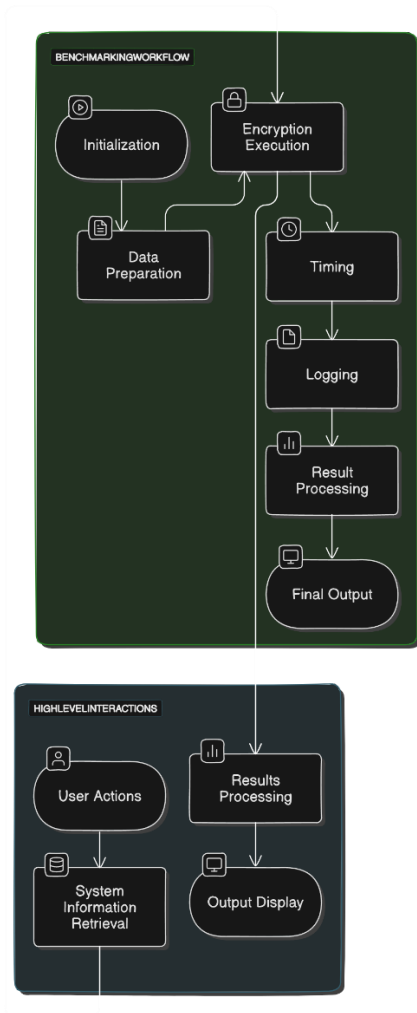 BENCHMARKINGWORKFLOW
Initialization
Encryption
Execution
Data
Preparation
Timing
Logging
Result
Processing
Final Output
HIGHLEVELINTERACTIONS
User Actions
Results
Processing
System
Information
Retrieval
Output Display